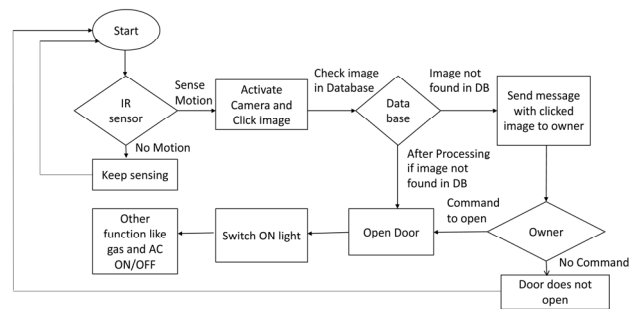 Start
IR
sensor
Sense
Motion
No Motion
Keep sensing
Activate
Camera and
Click image
Check image
in Database
Data
base
Image not
found in DB
Send message
with clicked
image to owner
After Processing
if image not
found in DB
Command
to open
Owner
No Command
Door does not
open
Open Door
Switch ON light
Other
function like
gas and AC
ON/OFF